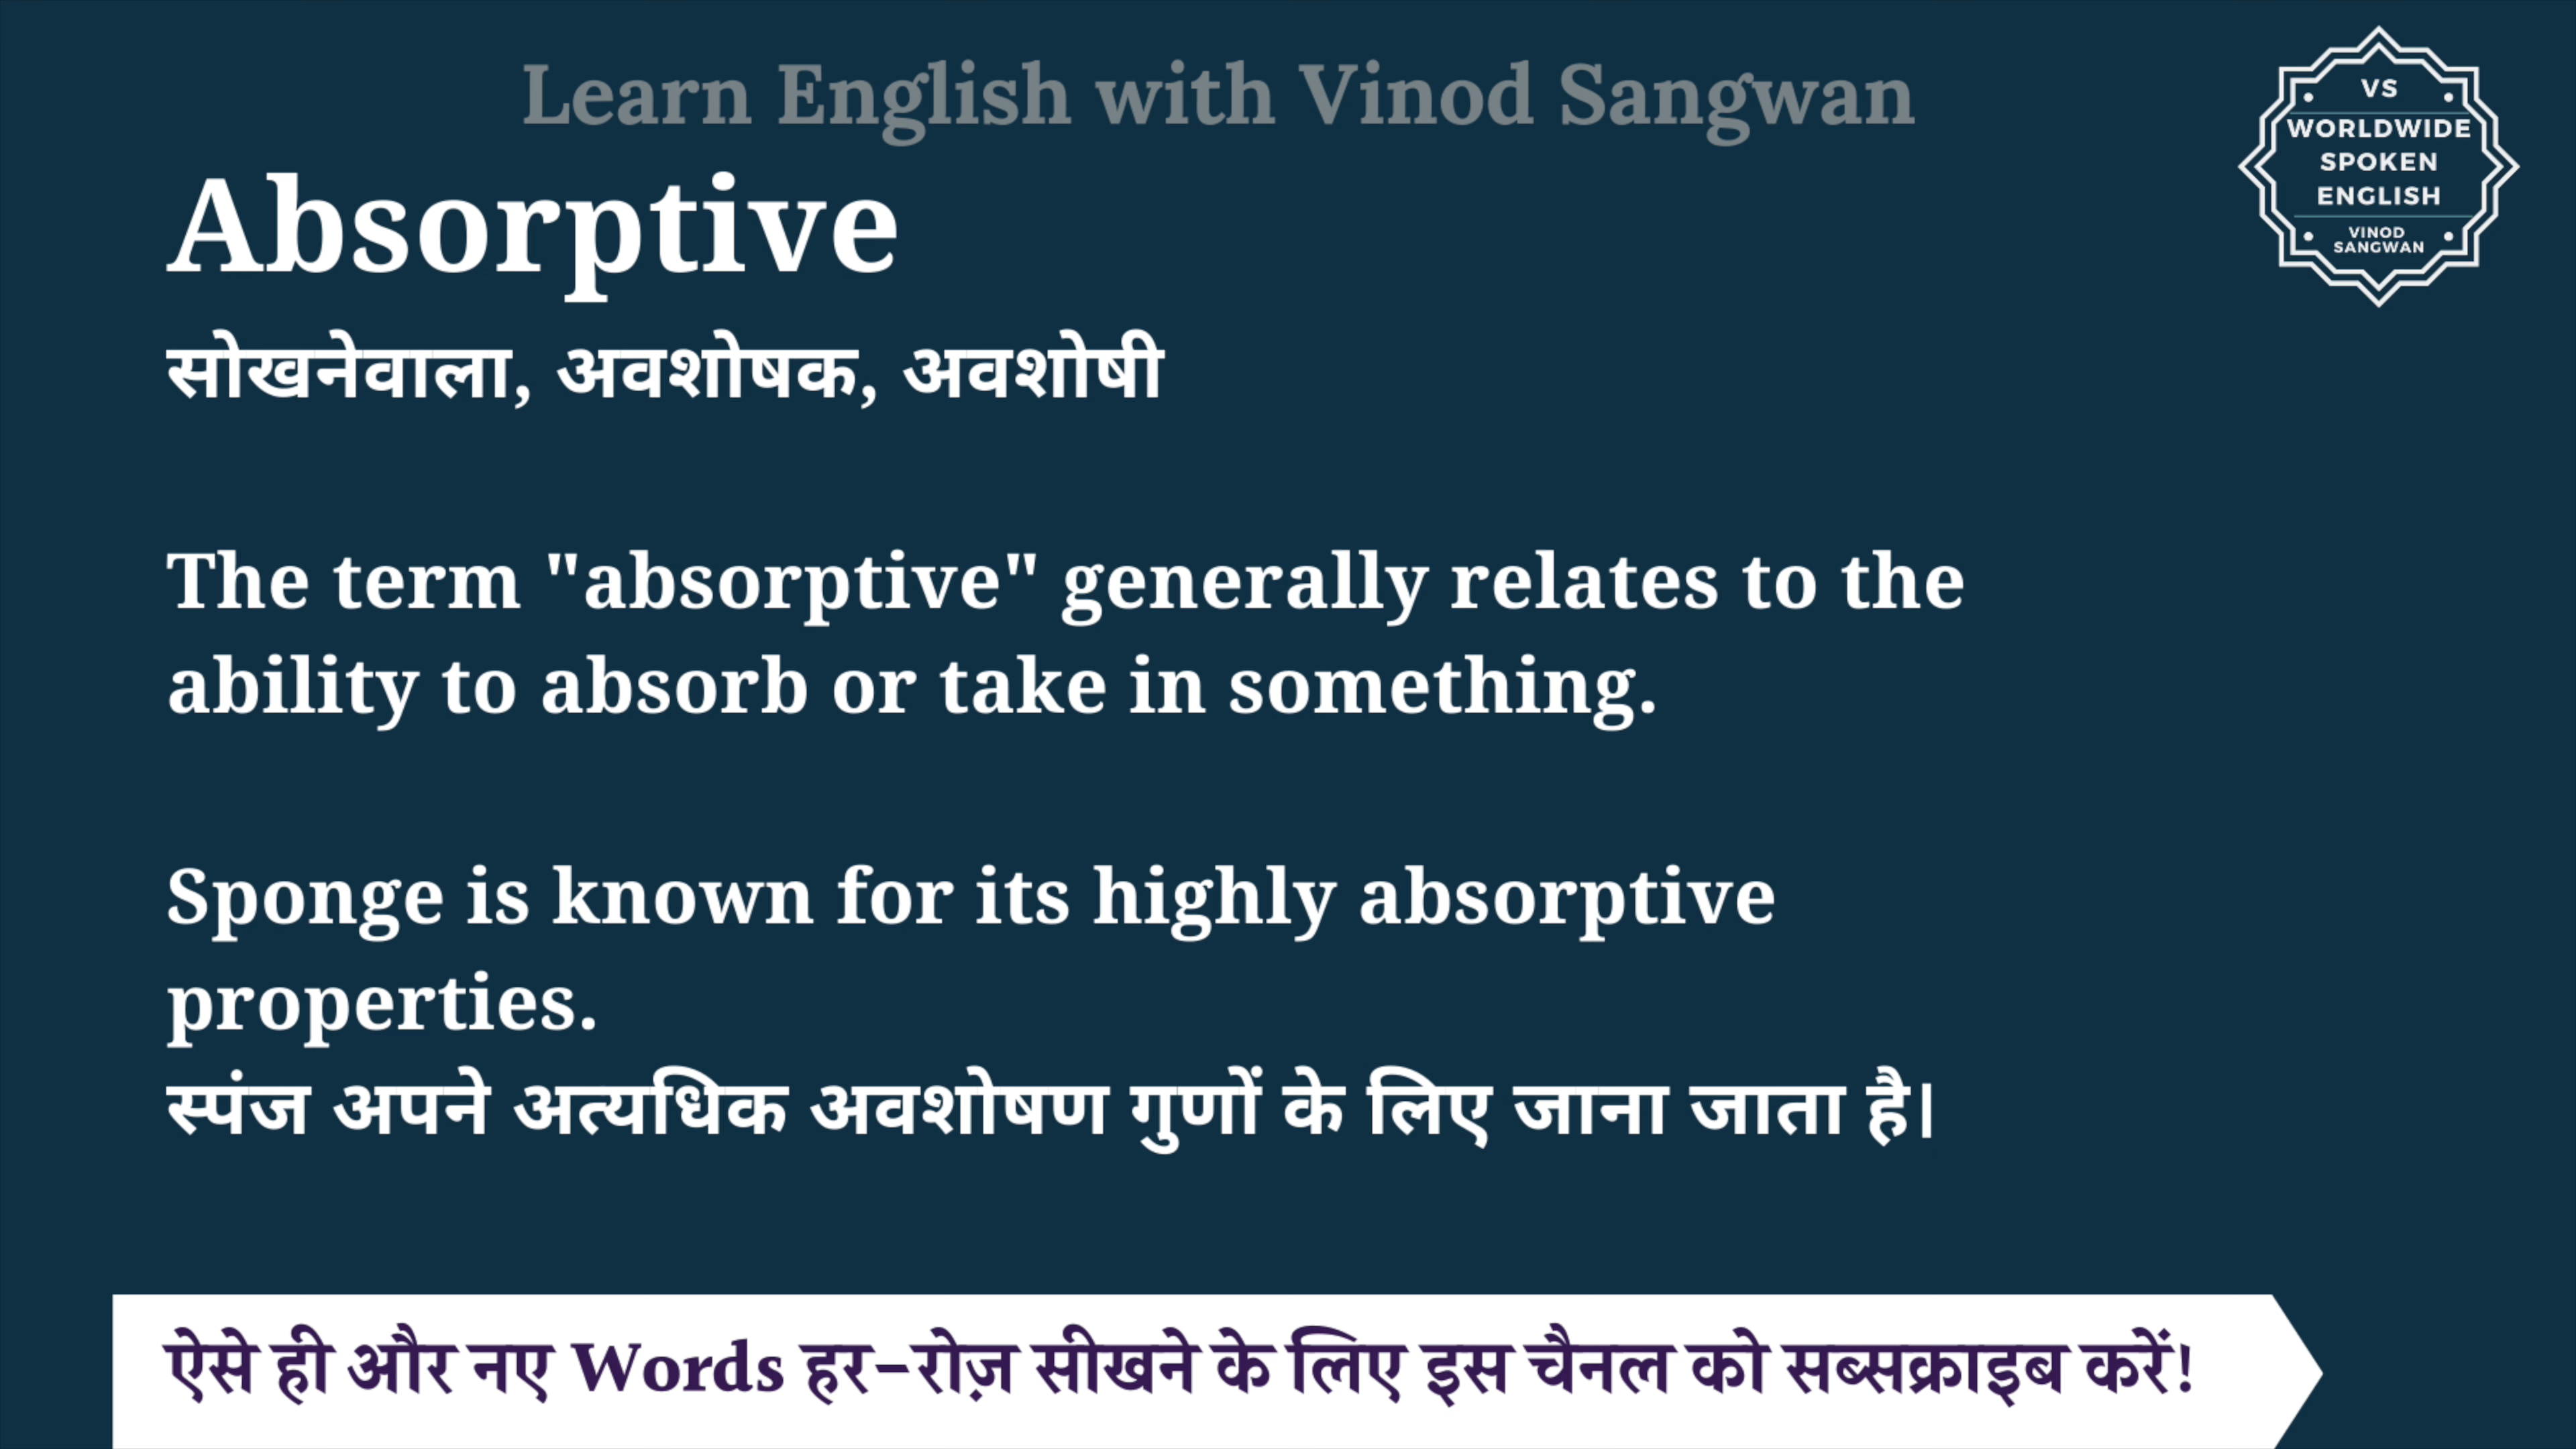 Learn English with Vinod Sangwan
VS
WORLDWIDE
SPOKEN
ENGLISH
VINOD
SANGWAN
Absorptive
सोखनेवाला, अवशोषक, अवशोषी
The term "absorptive" generally relates to the
ability to absorb or take in something.
Sponge is known for its highly absorptive
properties.
स्पंज अपने अत्यधिक अवशोषण गुणों के लिए जाना जाता है।
ऐसे ही और नए Words हर-रोज़ सीखने के लिए इस चैनल को सब्सक्राइब करें!